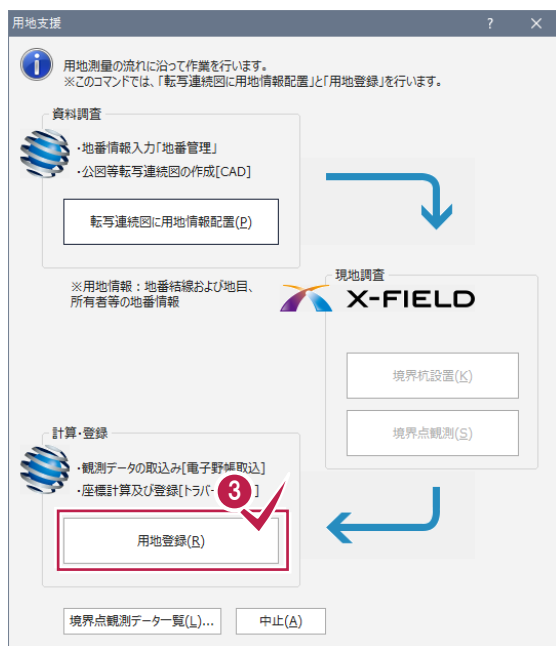 用地支援
用地測量の流れに沿って作業を行います。
※このコマンドでは、「転写連続図に用地情報配置」と「用地登録」を行います。
資料調査
・地番情報入力「地番管理」
・公図等転写連続図の作成[CAD]
転写連続図に用地情報配置(P)
※用地情報：地番結線および地目、
所有者等の地番情報
現地調査
X-FIELD
境界杭設置(K)
境界点観測(S)
計算・登録
・観測データの取込み[電子野帳取込]
・座標計算及び登録[トラバー ]
3
用地登録(R)
境界点観測データ一覧(L)...
中止(A)